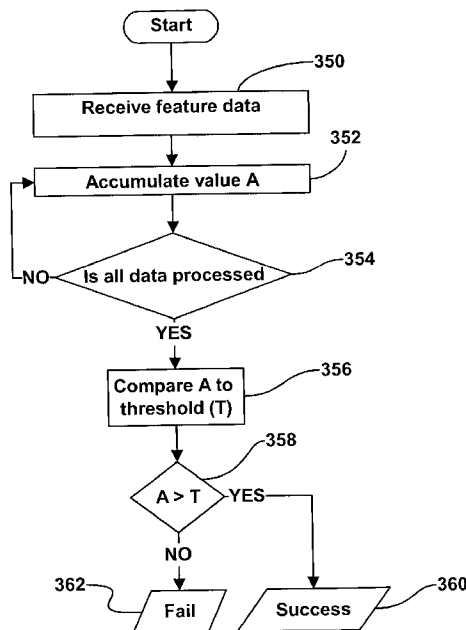 Start
350
Receive feature data
352
Accumulate value A
354
Is all data processed
NO
YES
356
Compare A to
threshold (T)
358
A > T
YES
NO
362
Fail
Success
360